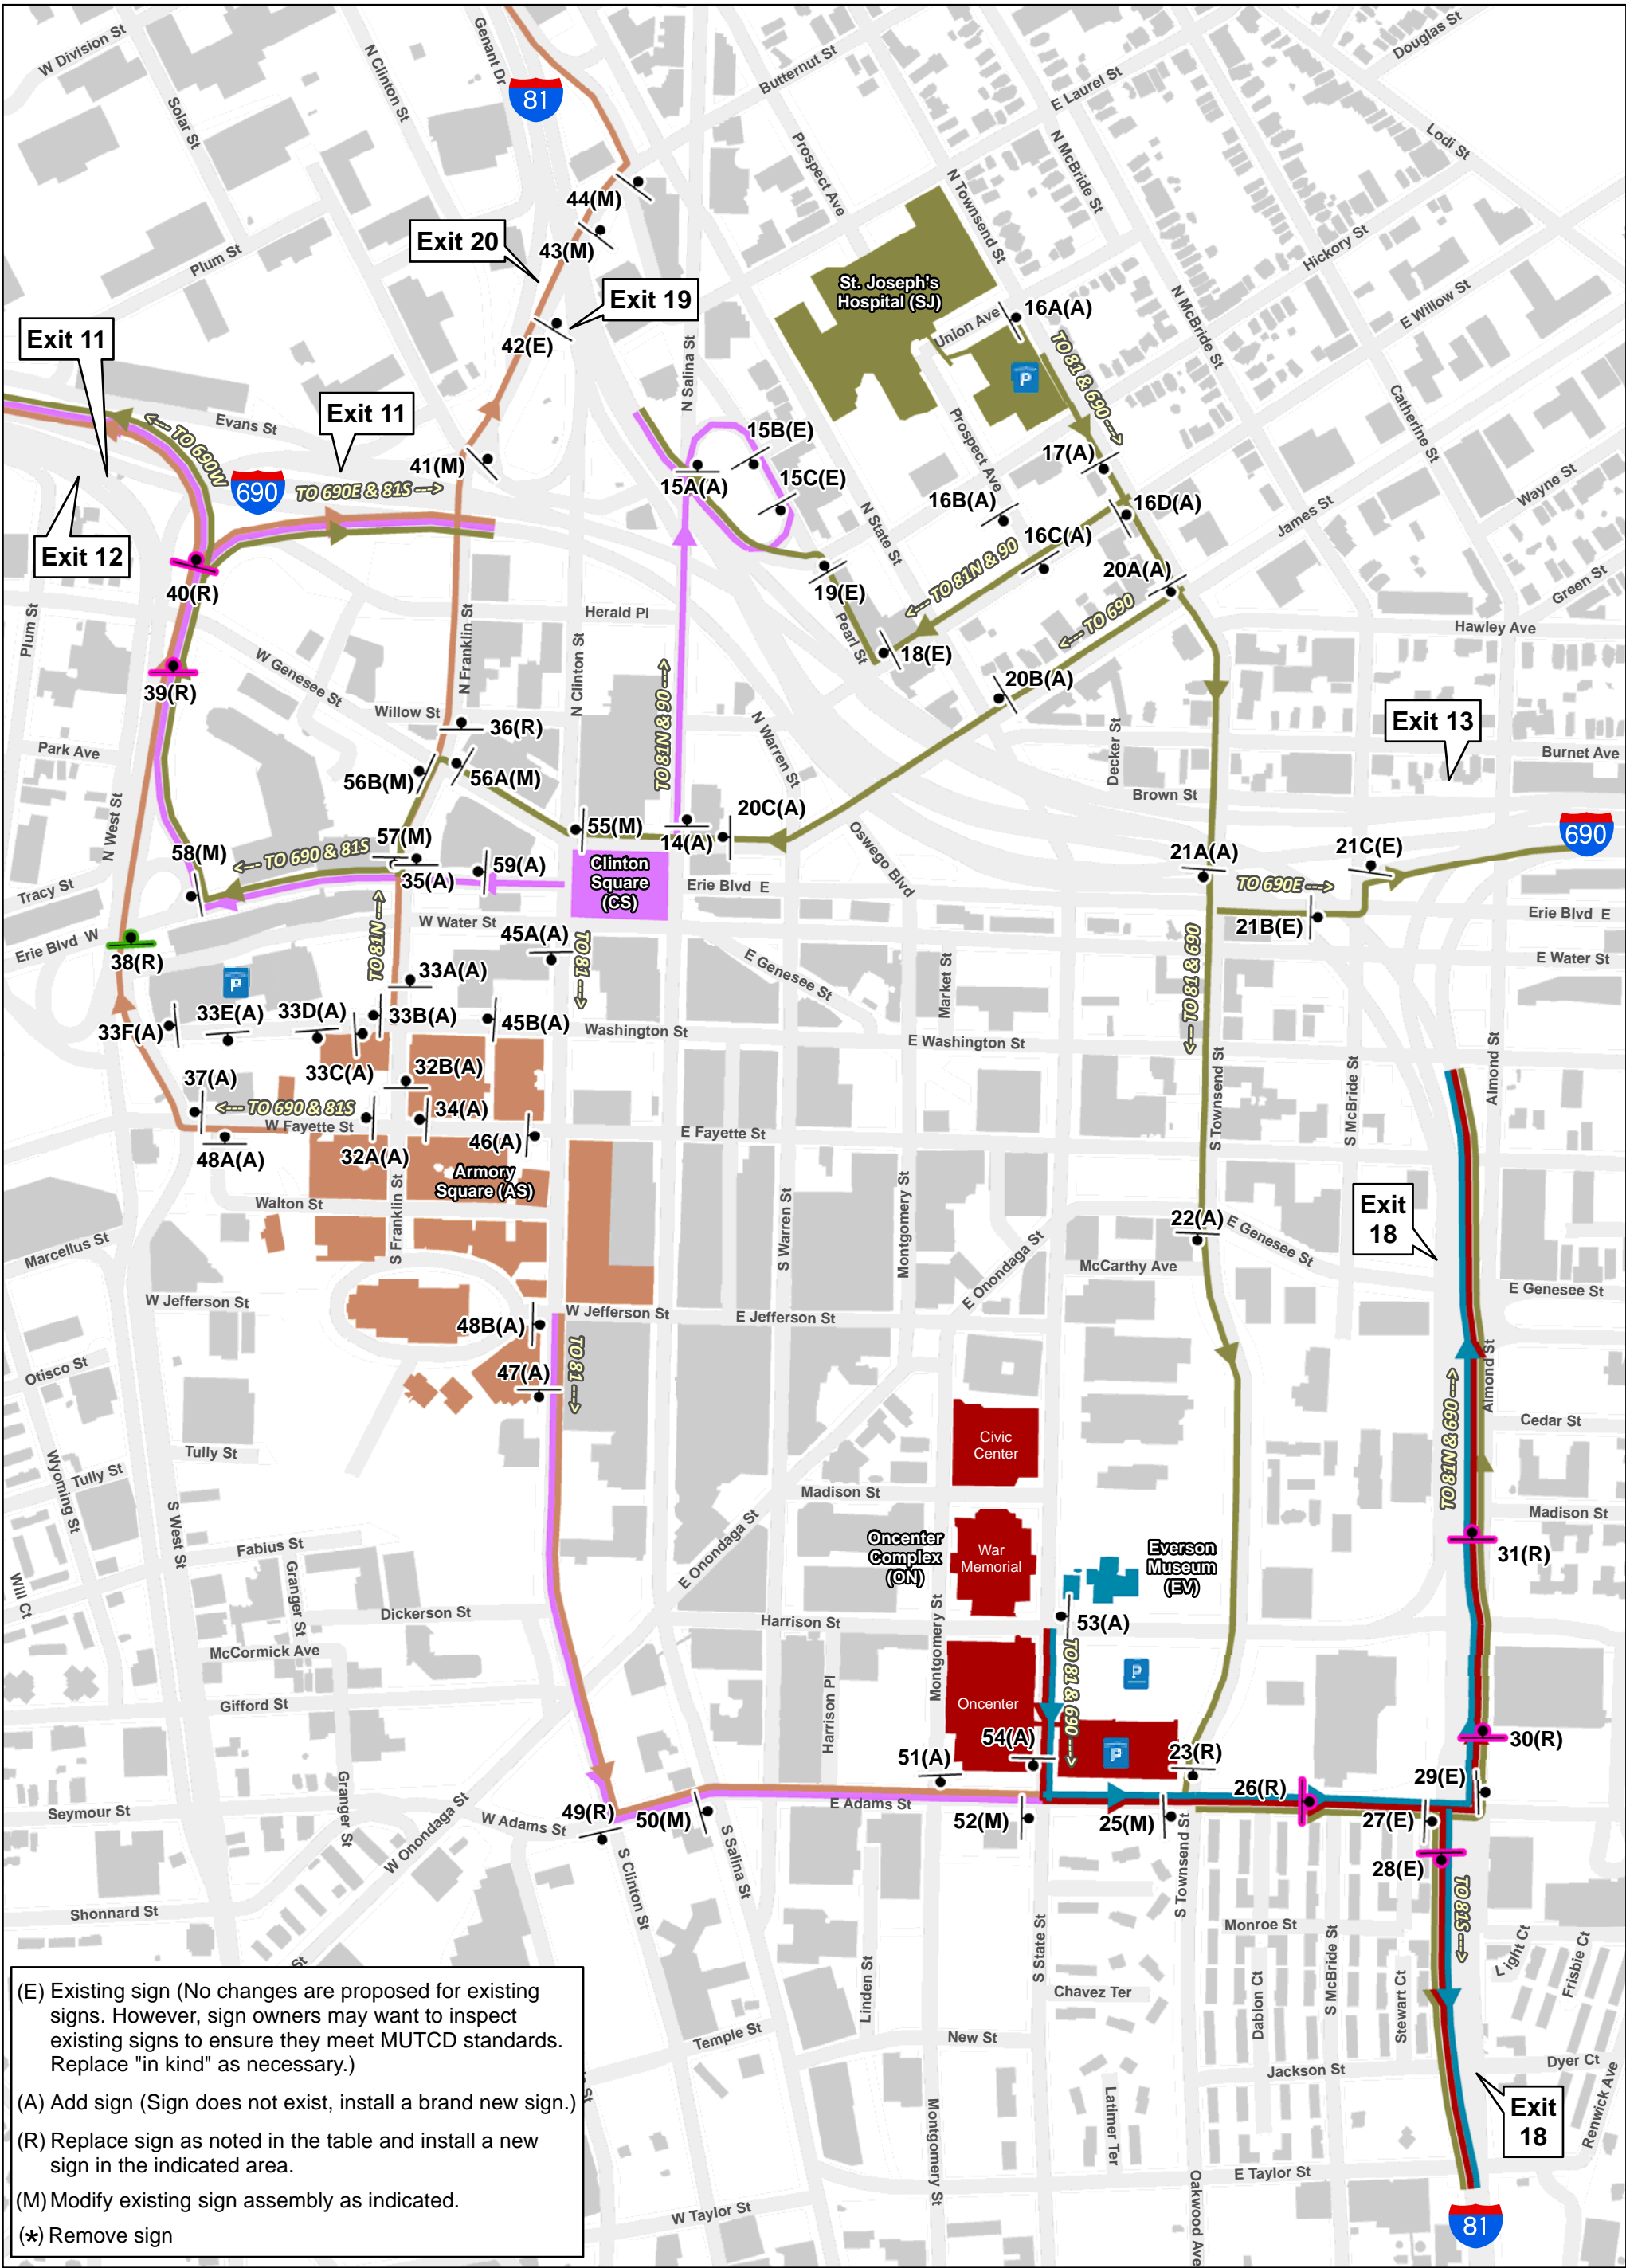 W Division St
Solar St
N Clinton St
Genant Dr
81
Butternut St
Douglas St
E Laurel St
Lodi St
Prospect Ave
N Townsend St
N McBride St
44(M)
43(M)
Exit 20
Plum St
Hickory St
St. Joseph's
Hospital (SJ)
Exit 19
E Willow St
16A(A)
Union Ave
N McBride St
Exit 11
42(E)
N Salina St
TO 81 & 690 --->
P
Evans St
Exit 11
<--- TO 690W
Prospect Ave
Catherine St
15B(E)
41(M)
17(A)
15A(A)
15C(E)
690
TO 690E & 81S --->
Wayne St
16B(A)
16D(A)
N State St
James St
Exit 12
16C(A)
<--- TO 81N & 90
20A(A)
40(R)
19(E)
Green St
Plum St
Herald Pl
<--- TO 690
Hawley Ave
Pearl St
18(E)
N Franklin St
N Clinton St
W Genesee St
39(R)
20B(A)
TO 81N & 90 --->
Willow St
36(R)
N Warren St
Exit 13
Park Ave
Decker St
Burnet Ave
56B(M)
56A(M)
Brown St
N West St
20C(A)
55(M)
14(A)
Oswego Blvd
690
57(M)
58(M)
<--- TO 690 & 81S
59(A)
35(A)
Clinton
Square
(CS)
21A(A)
21C(E)
TO 690E --->
Erie Blvd E
Tracy St
Erie Blvd W
W Water St
21B(E)
Erie Blvd E
38(R)
TO 81N --->
45A(A)
TO 81 --->
E Genesee St
Market St
<--- TO 81 & 690
E Water St
33A(A)
P
33E(A)
33D(A)
33B(A)
45B(A)
33F(A)
Washington St
E Washington St
Almond St
33C(A)
32B(A)
37(A)
<--- TO 690 & 81S
34(A)
S Townsend St
S McBride St
W Fayette St
46(A)
E Fayette St
48A(A)
32A(A)
Armory
Square (AS)
Walton St
S Franklin St
S Warren St
Montgomery St
22(A)
E Genesee St
Exit
18
Marcellus St
E Onondaga St
McCarthy Ave
W Jefferson St
E Genesee St
48B(A)
W Jefferson St
E Jefferson St
Otisco St
47(A)
TO 81 --->
TO 81N & 690 --->
Almond St
Civic
Center
Cedar St
Tully St
Wyoming St
Tully St
Madison St
Madison St
S West St
Fabius St
E Onondaga St
Oncenter
Complex
(ON)
War
Memorial
Everson
Museum
(EV)
31(R)
Will Ct
Granger St
Dickerson St
Harrison St
53(A)
McCormick Ave
Montgomery St
TO 81 & 690 --->
P
Gifford St
Harrison Pl
Oncenter
54(A)
P
51(A)
23(R)
30(R)
Granger St
29(E)
26(R)
Seymour St
W Adams St
49(R)
50(M)
E Adams St
52(M)
25(M)
27(E)
W Onondaga St
S Salina St
28(E)
S Clinton St
S Townsend St
TO 81S --->
Shonnard St
Monroe St
Light Ct
Frisbie Ct
St
Linden St
S State St
Chavez Ter
Dablon Ct
S McBride St
Stewart Ct
Temple St
New St
Jackson St
Dyer Ct
Renwick Ave
St
Latimer Ter
Exit
18
Montgomery St
Oakwood Ave
E Taylor St
W Taylor St
81
(E) Existing sign (No changes are proposed for existing
signs. However, sign owners may want to inspect
existing signs to ensure they meet MUTCD standards.
Replace "in kind" as necessary.)
(A) Add sign (Sign does not exist, install a brand new sign.)
(R) Replace sign as noted in the table and install a new
sign in the indicated area.
(M) Modify existing sign assembly as indicated.
(*) Remove sign